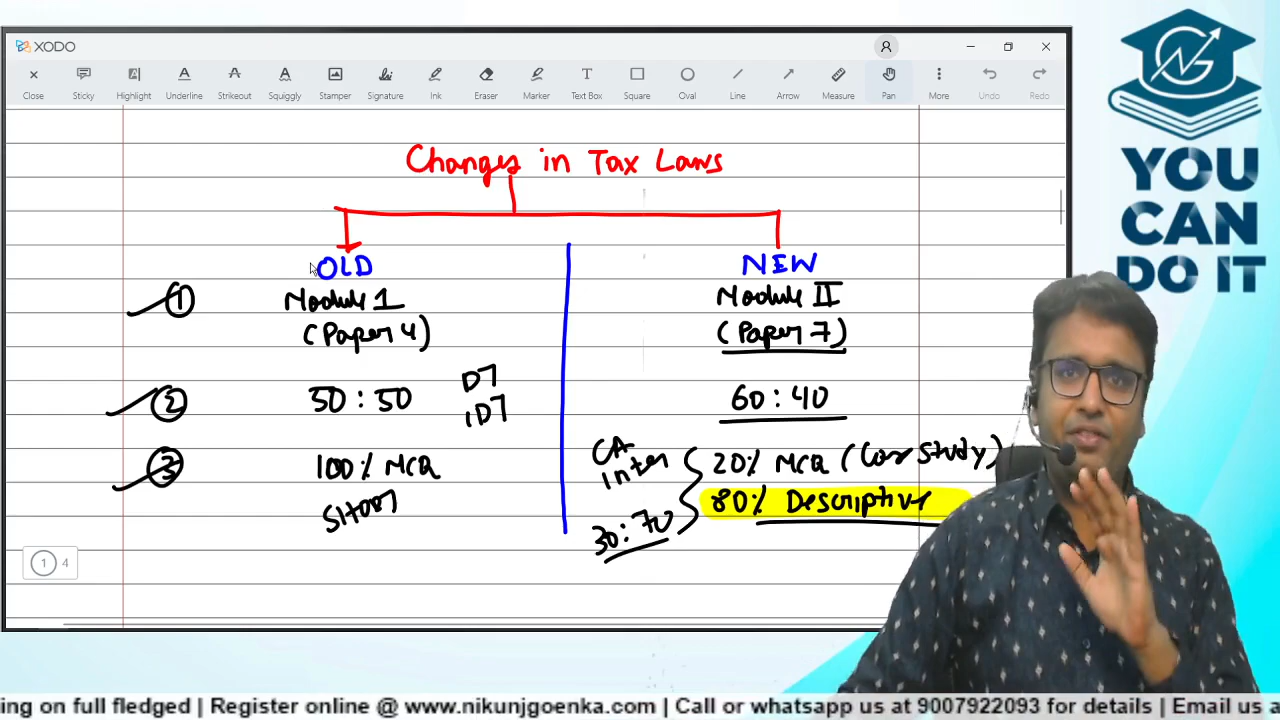 XODO
Close Sticky Highlight Underline Strikeout Squiggly Stamper Signature Ink Eraser Marker Text Box Square Oval Line Arrow Measure Pan More Undo Redo
Changes in Tax Laws
OLD
NEW
1
Module 1
(Paper 4)
Module II
(Paper 7)
2
50 : 50
DT
IDT
60 : 40
3
100% MCQ
SHORT
CA
Inter
30 : 70
20% MCQ (Case Study)
80% Descriptive
1 4
YOU
CAN
DO IT
ing on full fledged | Register online @ www.nikunjgoenka.com | Call or whatsapp us at 9007922093 for details | Email us a